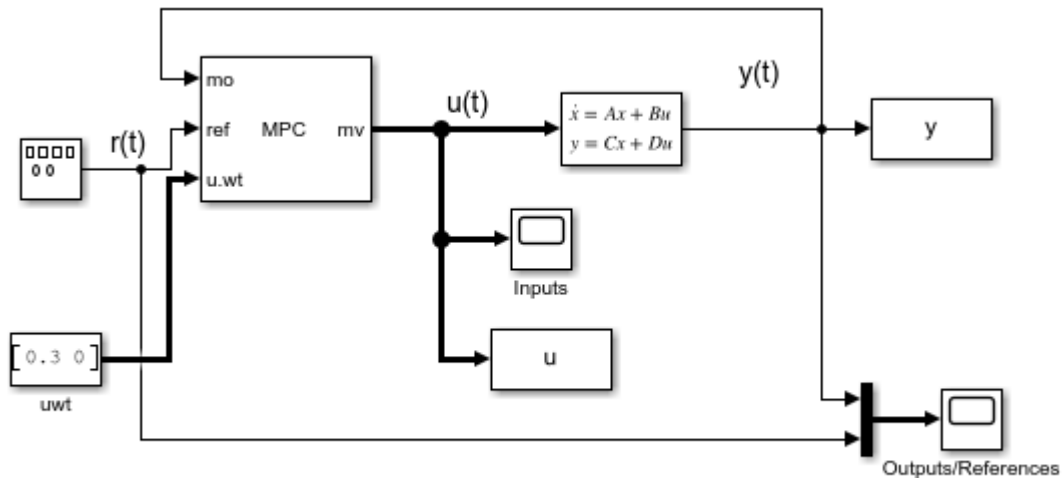 mo
ref
u.wt
MPC
mv
r(t)
u(t)
y(t)
ẋ = Ax + Bu
y = Cx + Du
y
Inputs
u
[ 0.3 0 ]
uwt
Outputs/References